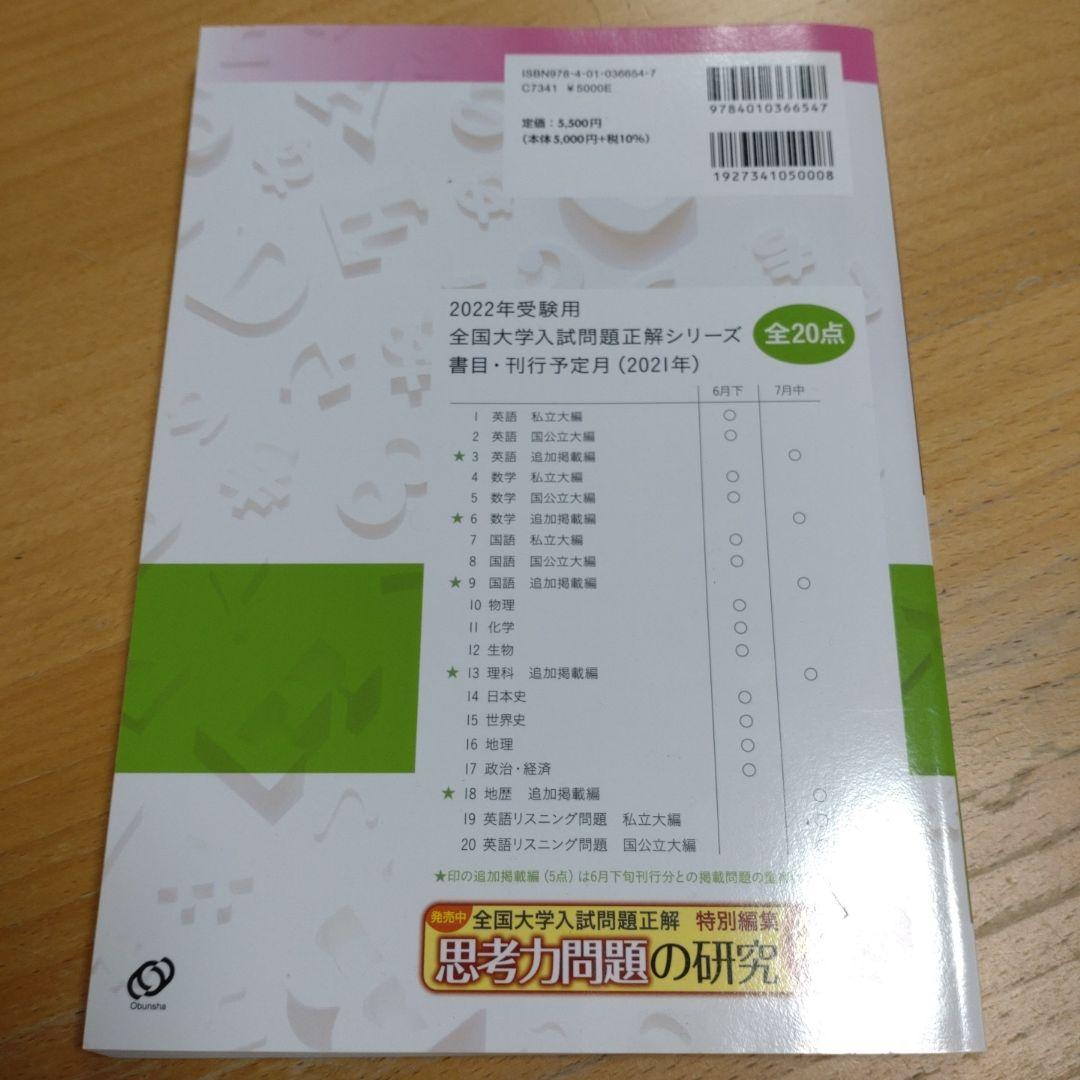 ISBN978-4-01-036654-7
C7341 ￥5000E
定価：5,500円
（本体5,000円+税10%）
9784010366547
1927341050008
2022年受験用
全国大学入試問題正解シリーズ
書目・刊行予定月（2021年）
全20点
6月下 7月中
1 英語 私立大編 ○
2 英語 国公立大編 ○
★ 3 英語 追加掲載編 ○
4 数学 私立大編 ○
5 数学 国公立大編 ○
★ 6 数学 追加掲載編 ○
7 国語 私立大編 ○
8 国語 国公立大編 ○
★ 9 国語 追加掲載編 ○
10 物理 ○
11 化学 ○
12 生物 ○
★ 13 理科 追加掲載編 ○
14 日本史 ○
15 世界史 ○
16 地理 ○
17 政治・経済 ○
★ 18 地歴 追加掲載編 ○
19 英語リスニング問題 私立大編 ○
20 英語リスニング問題 国公立大編
★印の追加掲載編（5点）は6月下旬刊行分との掲載問題の重
発売中 全国大学入試問題正解 特別編集
思考力問題の研究
Obunsha